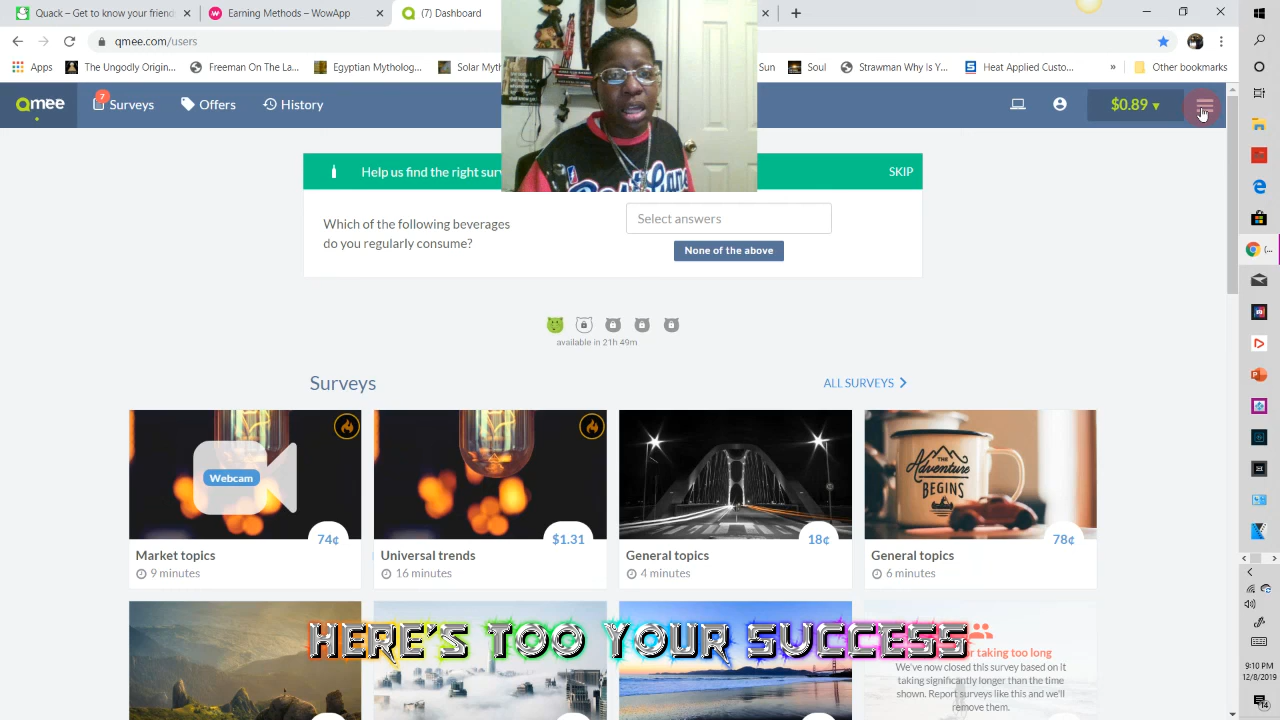 Quack – Get Quack
Earning Methods – WowApp
(7) Dashboard
qmee.com/users
Apps
The Ungodly Origin...
Freeman On The La...
Egyptian Mytholog...
Solar Myth
Sun
Soul
Strawman Why Is Y...
Heat Applied Custo...
»
Other bookmarks
qmee
7
Surveys
Offers
History
$0.89
Help us find the right surv
SKIP
Which of the following beverages
do you regularly consume?
Select answers
None of the above
available in 21h 49m
Surveys
ALL SURVEYS
Webcam
THE
Adventure
BEGINS
74¢
$1.31
18¢
78¢
Market topics
Universal trends
General topics
General topics
9 minutes
16 minutes
4 minutes
6 minutes
HERE'S TOO YOUR SUCCESS
r taking too long
We've now closed this survey based on it
taking significantly longer than the time
shown. Report surveys like this and we'll
remove them.
9:10 PM
12/8/2019